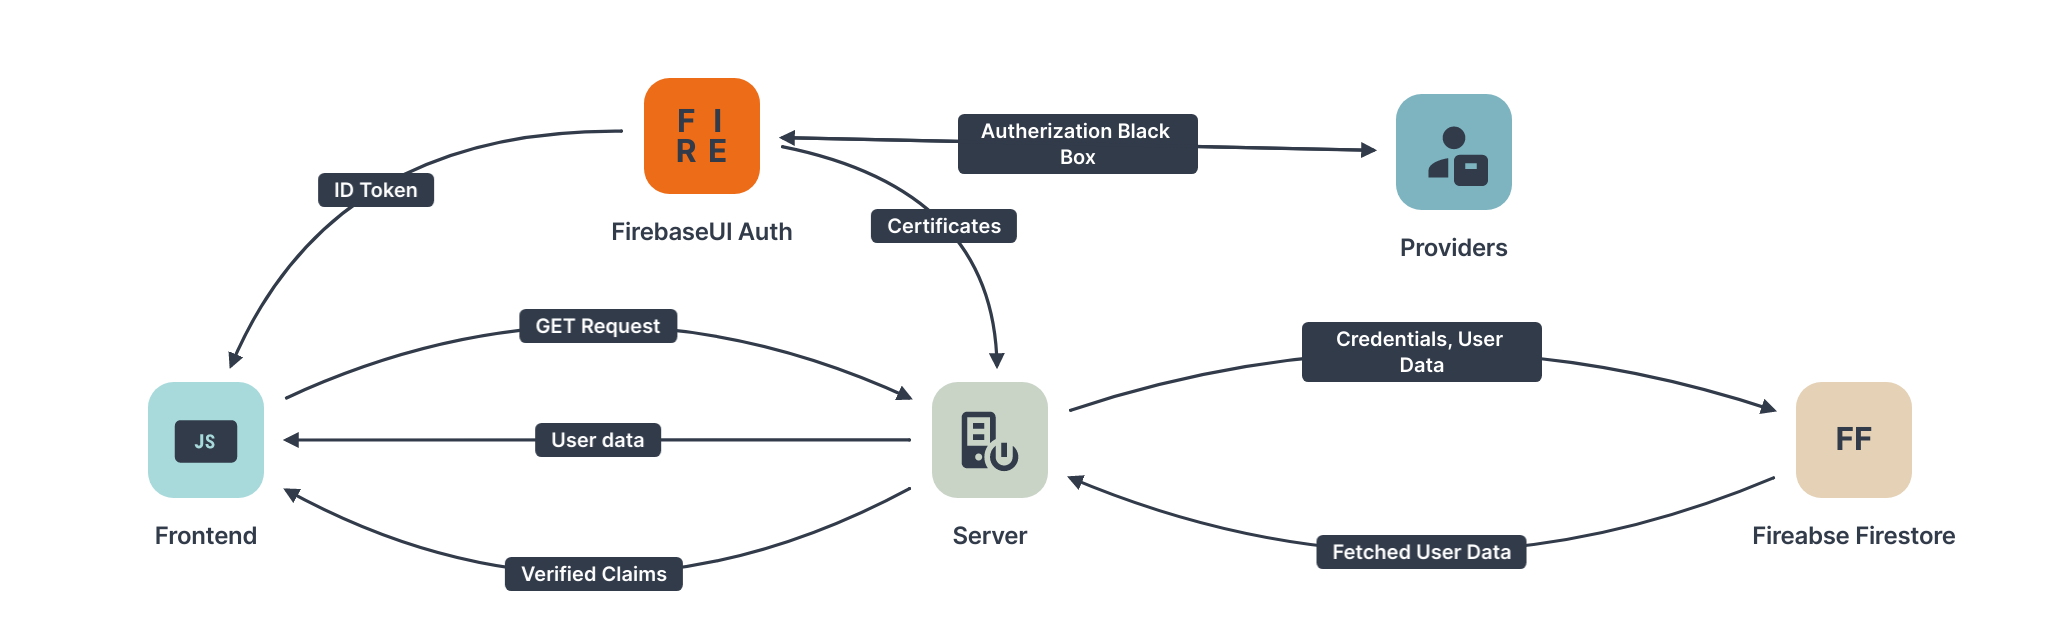 F I
R E
FirebaseUI Auth
Autherization Black
Box
Providers
ID Token
Certificates
GET Request
Credentials, User
Data
JS
Frontend
User data
Server
FF
Fireabse Firestore
Verified Claims
Fetched User Data